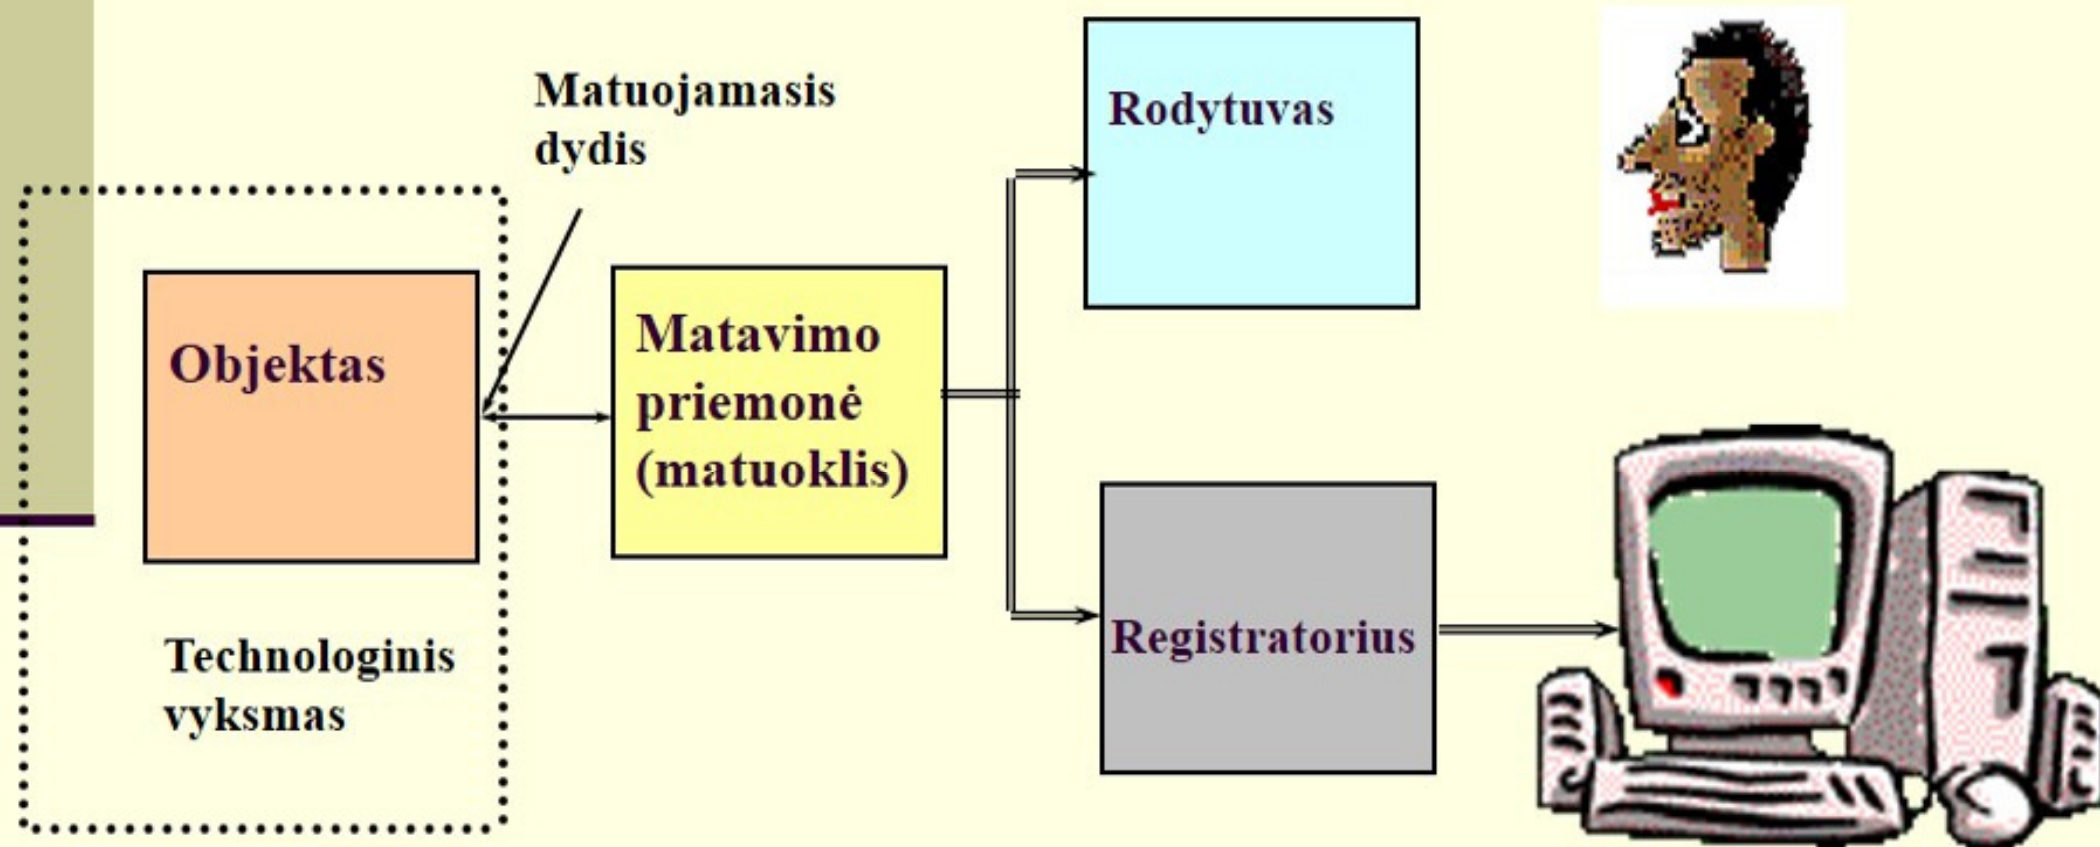 Matuojamasis
dydis
Rodytuvas
Objektas
Matavimo
priemonė
(matuoklis)
Registratorius
Technologinis
vyksmas